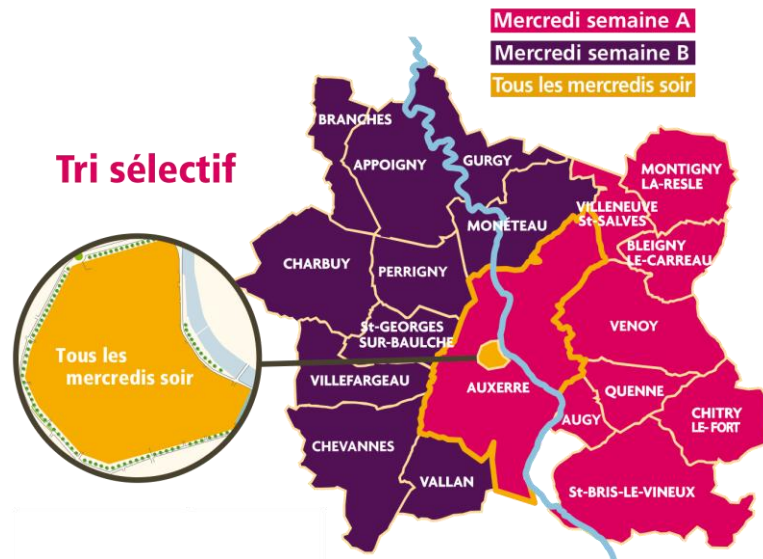 Mercredi semaine A
Mercredi semaine B
Tous les mercredis soir
Tri sélectif
BRANCHES
APPOIGNY
GURGY
MONTIGNY
LA-RESLE
VILLENEUVE
St-SALVES
MONÉTEAU
BLEIGNY
LE-CARREAU
CHARBUY
PERRIGNY
St-GEORGES
SUR-BAULCHE
VENOY
Tous les
mercredis soir
VILLEFARGEAU
AUXERRE
QUENNE
AUGY
CHITRY
LE-FORT
CHEVANNES
VALLAN
St-BRIS-LE-VINEUX